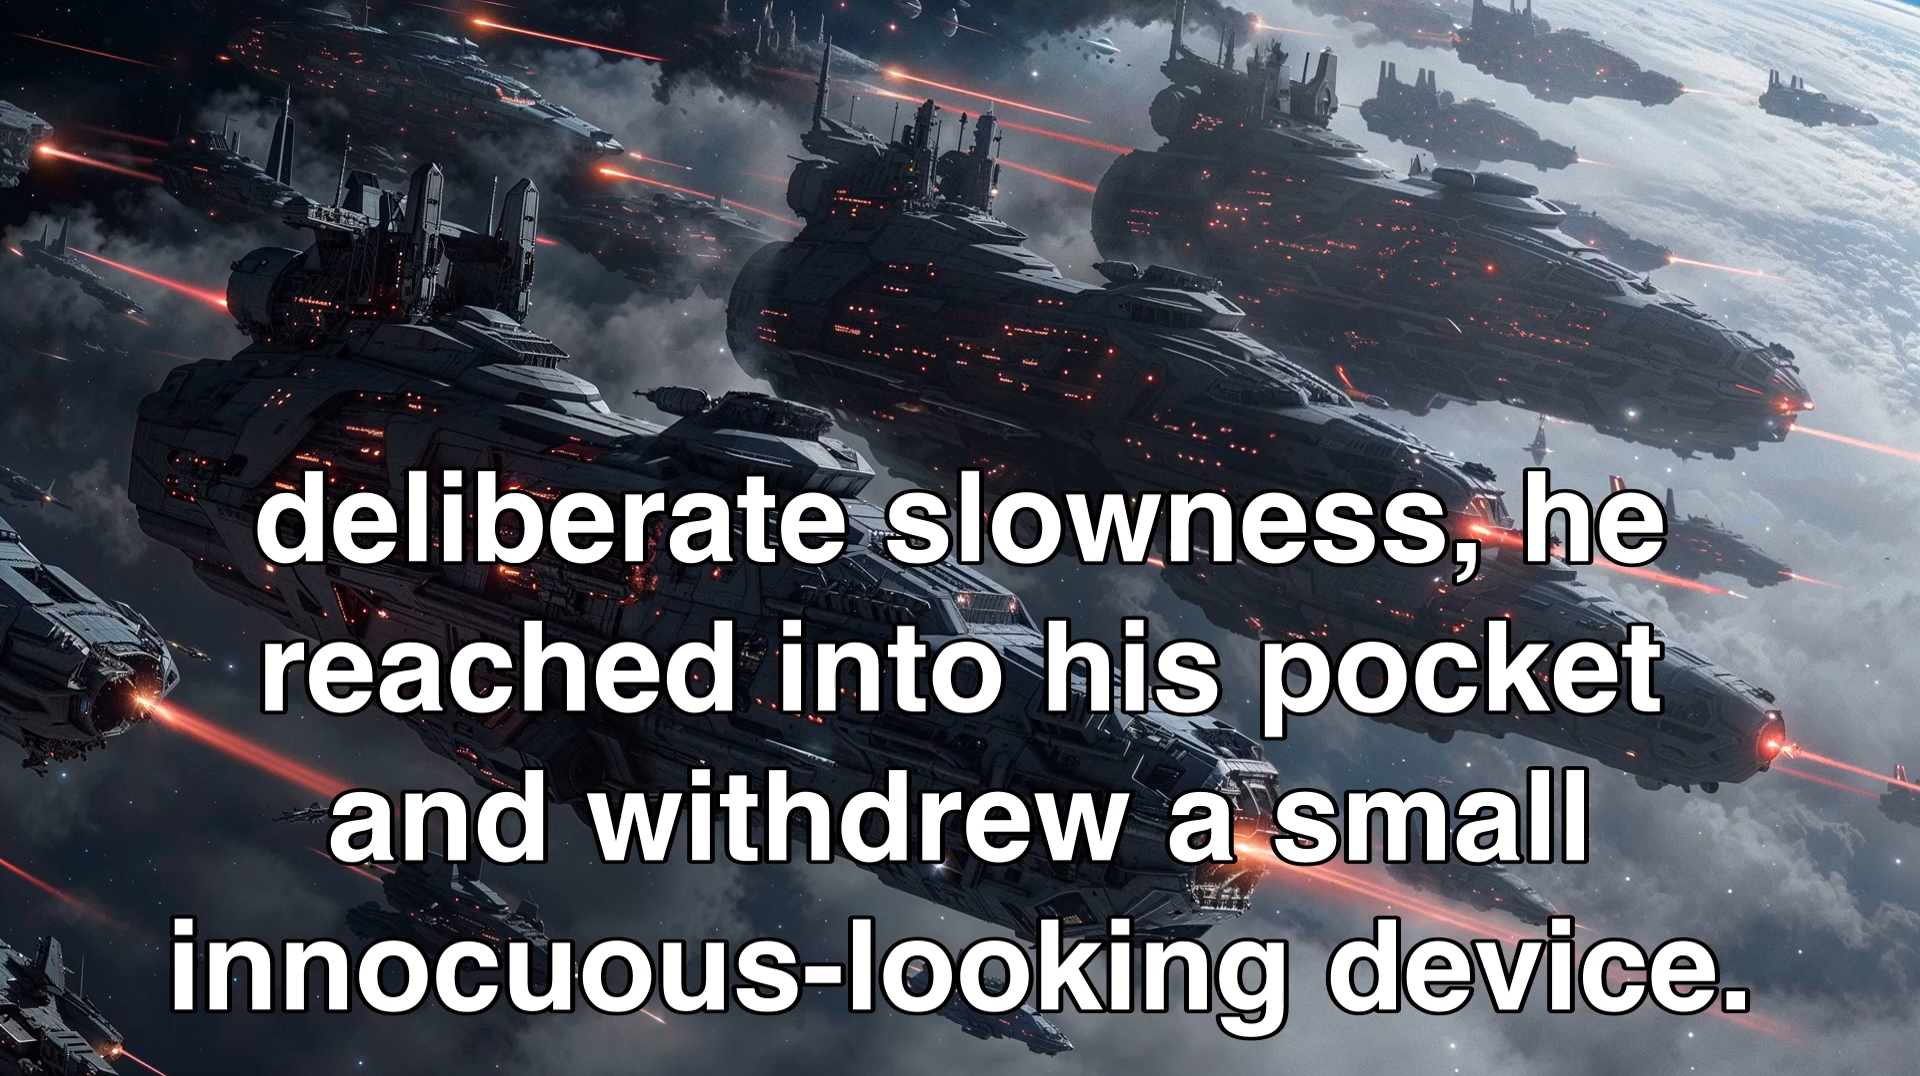 deliberate slowness, he
reached into his pocket
and withdrew a small
innocuous-looking device.